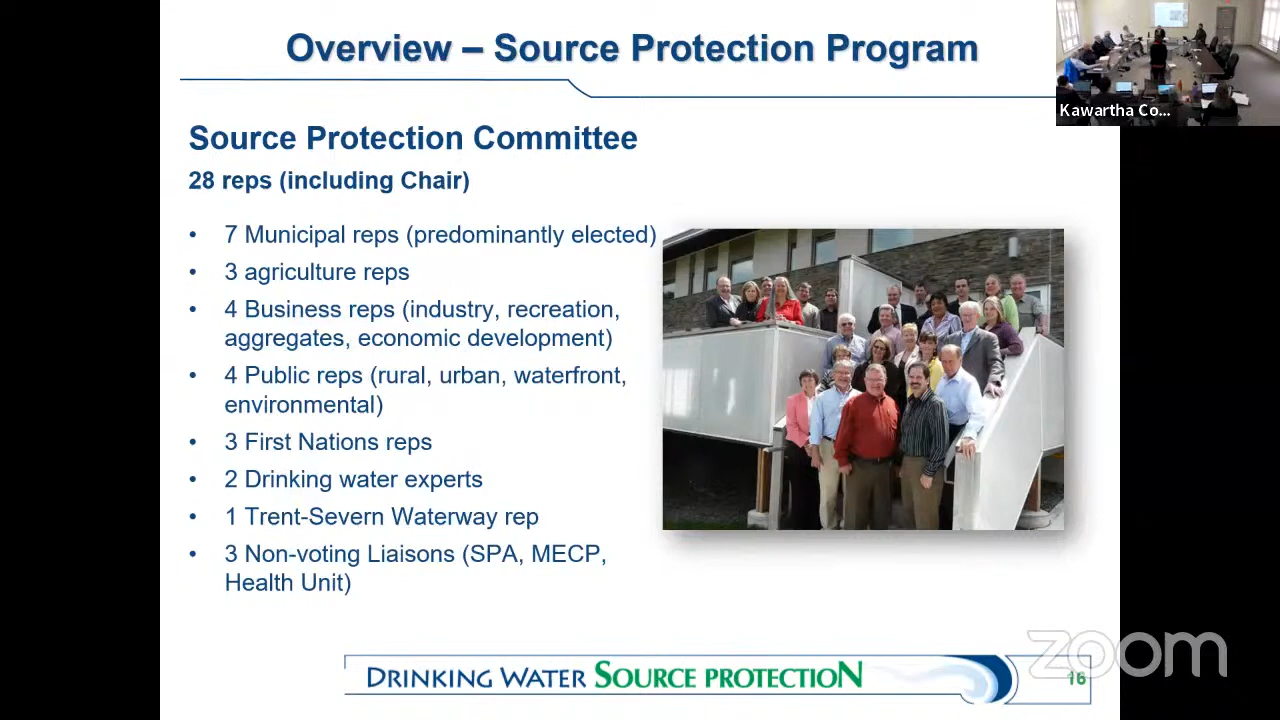 Overview – Source Protection Program
Kawartha Co...
Source Protection Committee
28 reps (including Chair)
• 7 Municipal reps (predominantly elected)
• 3 agriculture reps
• 4 Business reps (industry, recreation,
aggregates, economic development)
• 4 Public reps (rural, urban, waterfront,
environmental)
• 3 First Nations reps
• 2 Drinking water experts
• 1 Trent-Severn Waterway rep
• 3 Non-voting Liaisons (SPA, MECP,
Health Unit)
DRINKING WATER SOURCE PROTECTION
16
zoom